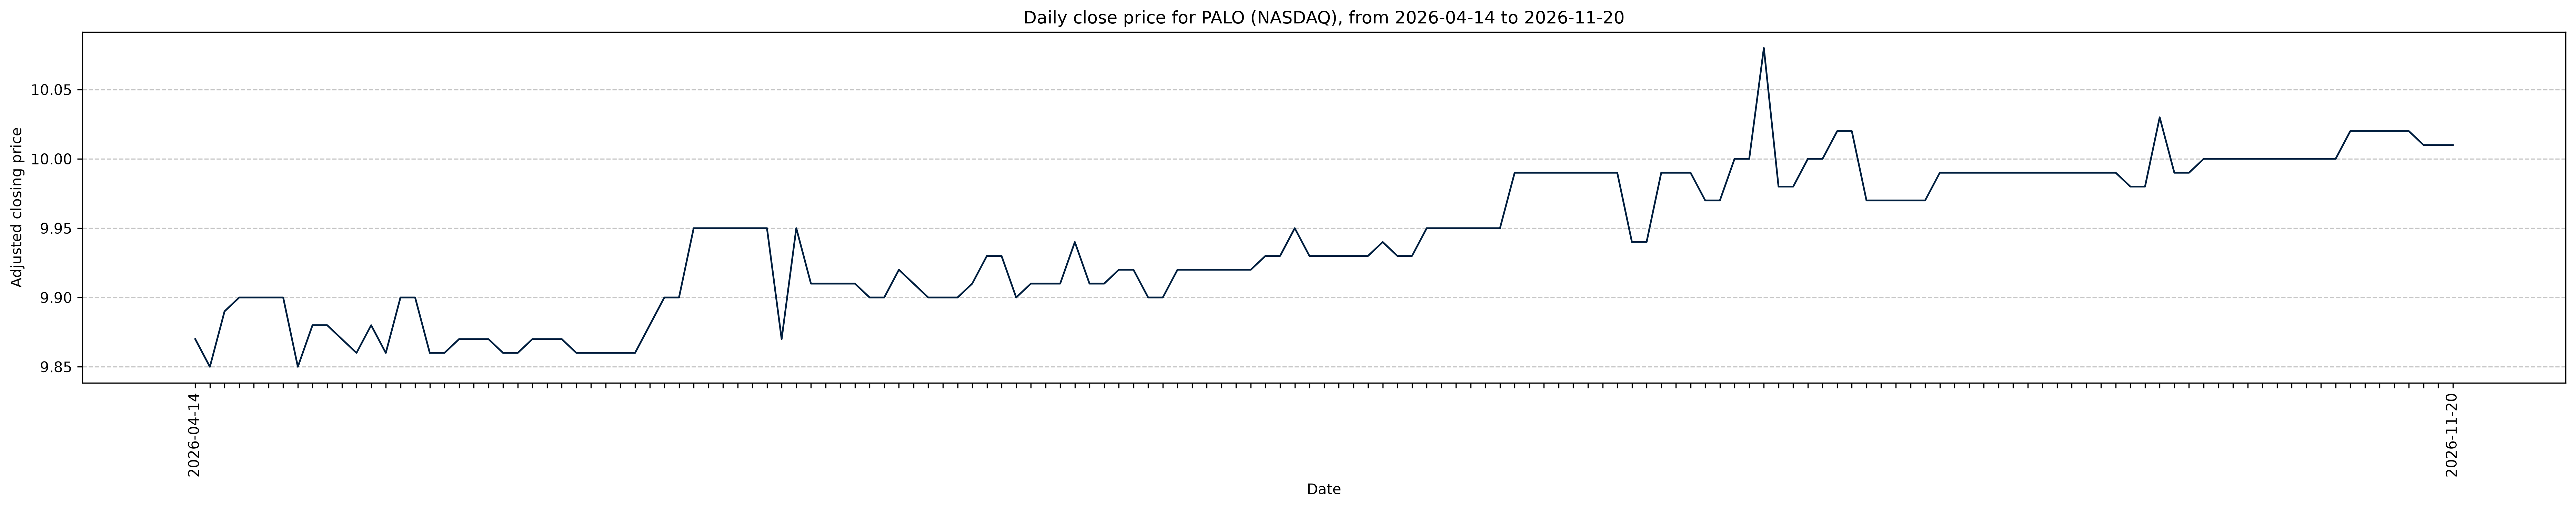 Daily close price for PALO (NASDAQ), from 2026-04-14 to 2026-11-20
Adjusted closing price
10.05
10.00
9.95
9.90
9.85
2026-04-14
2026-11-20
Date